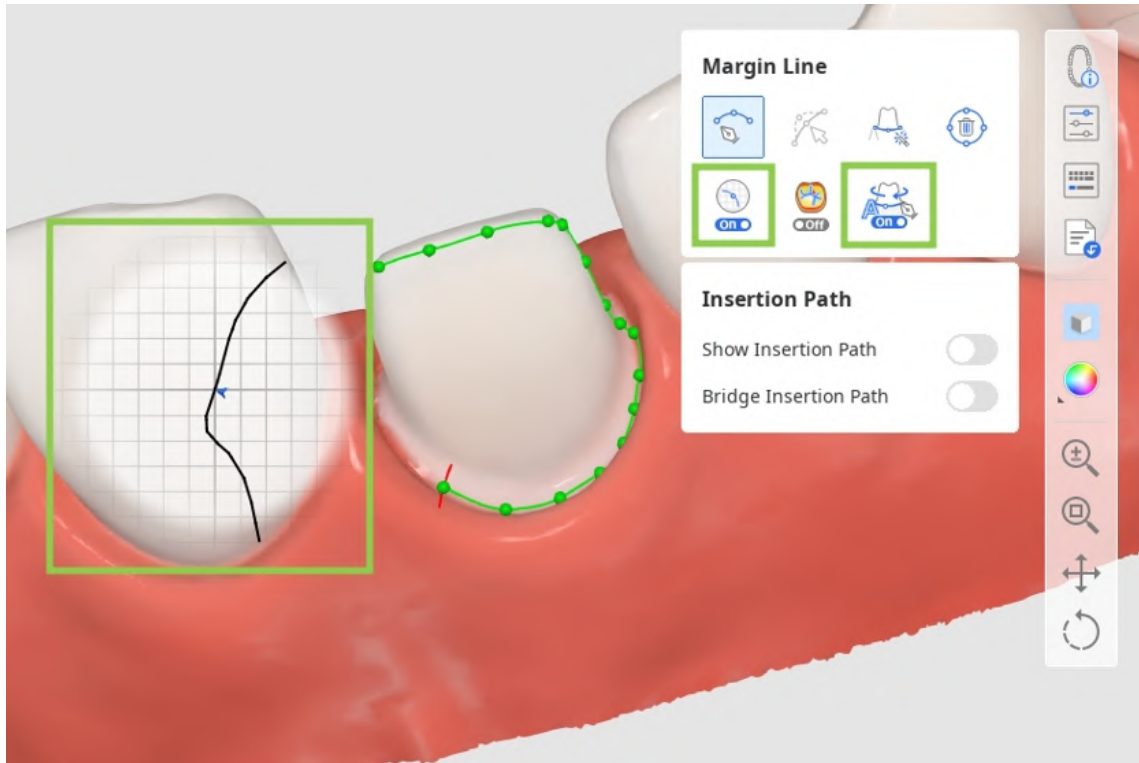 Margin Line
On
Off
A
On
Insertion Path
Show Insertion Path
Bridge Insertion Path